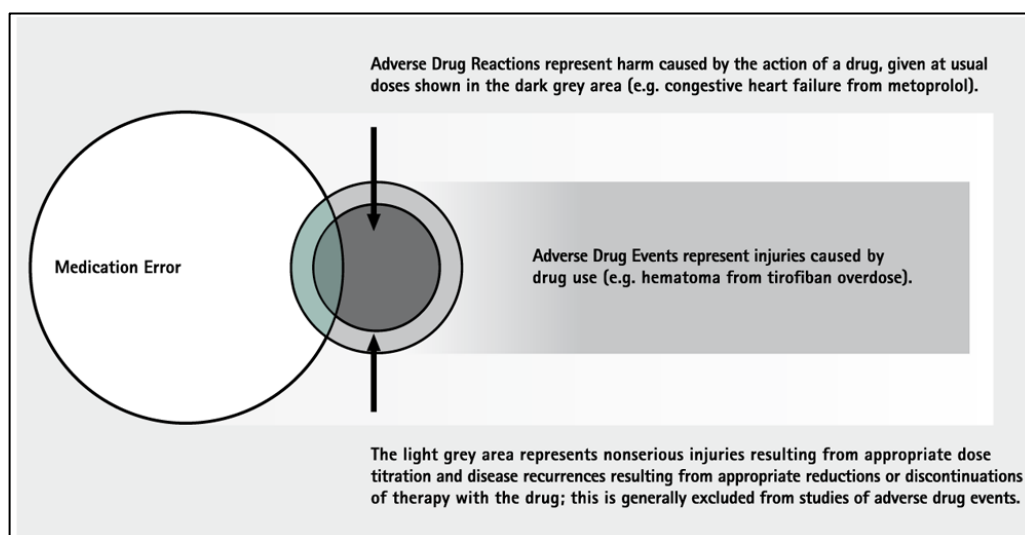 Adverse Drug Reactions represent harm caused by the action of a drug, given at usual
doses shown in the dark grey area (e.g. congestive heart failure from metoprolol).
Medication Error
Adverse Drug Events represent injuries caused by
drug use (e.g. hematoma from tirofiban overdose).
The light grey area represents nonserious injuries resulting from appropriate dose
titration and disease recurrences resulting from appropriate reductions or discontinuations
of therapy with the drug; this is generally excluded from studies of adverse drug events.